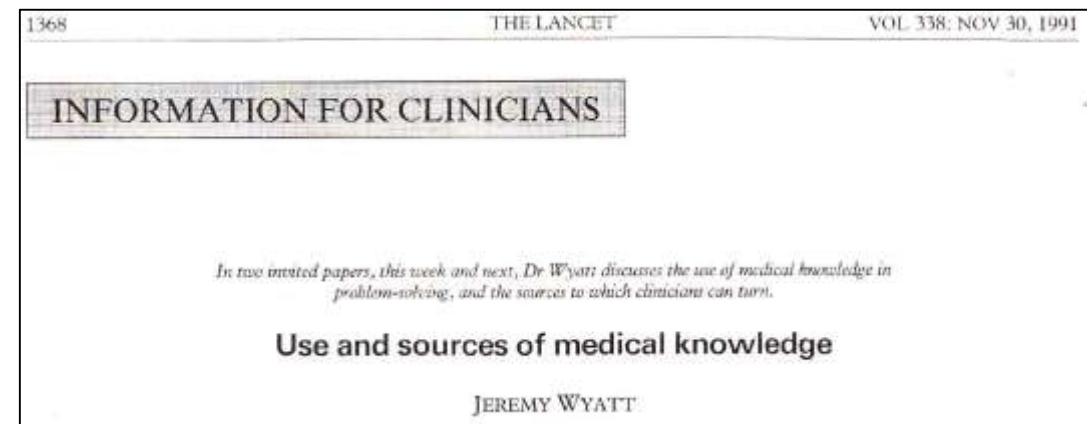 1368 THE LANCET VOL 338: NOV 30, 1991
INFORMATION FOR CLINICIANS
In two invited papers, this week and next, Dr Wyatt discusses the use of medical knowledge in
problem-solving, and the sources to which clinicians can turn.
Use and sources of medical knowledge
JEREMY WYATT